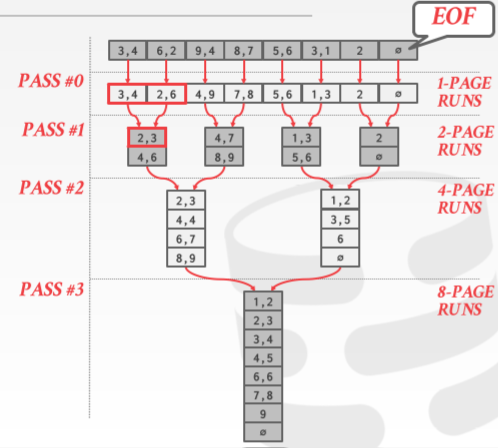 EOF
3,4 6,2 9,4 8,7 5,6 3,1 2 ∅
PASS #0
3,4 2,6 4,9 7,8 5,6 1,3 2 ∅
1-PAGE
RUNS
PASS #1
2,3 4,7 1,3 2
4,6 8,9 5,6 ∅
2-PAGE
RUNS
PASS #2
2,3 1,2
4,4 3,5
6,7 6
8,9 ∅
4-PAGE
RUNS
PASS #3
1,2
2,3
3,4
4,5
6,6
7,8
9
∅
8-PAGE
RUNS